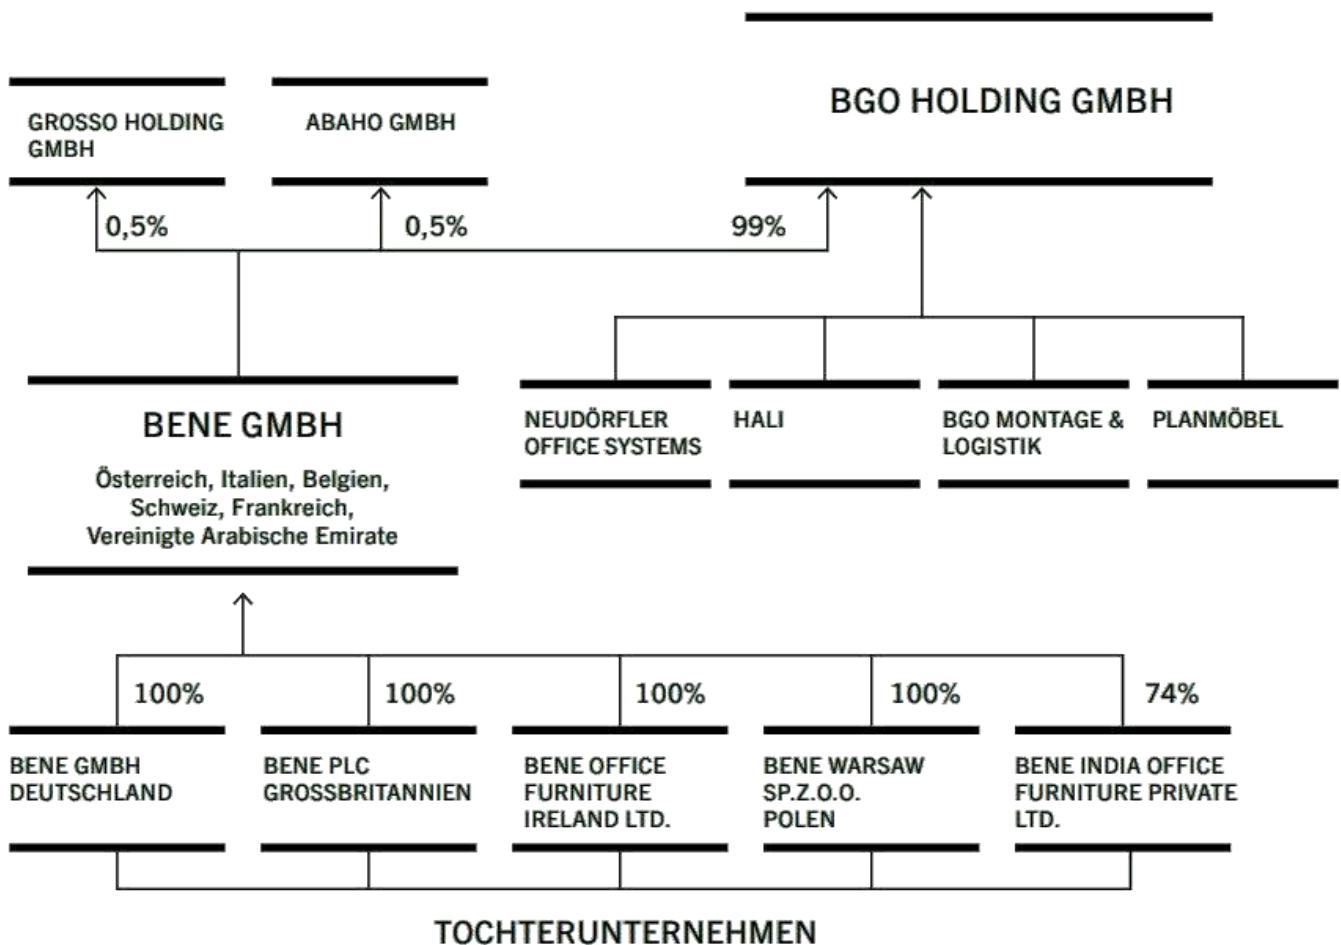 BGO HOLDING GMBH
GROSSO HOLDING
GMBH
ABAHO GMBH
0,5%
0,5%
99%
BENE GMBH
Österreich, Italien, Belgien,
Schweiz, Frankreich,
Vereinigte Arabische Emirate
NEUDÖRFLER
OFFICE SYSTEMS
HALI
BGO MONTAGE &
LOGISTIK
PLANMÖBEL
100%
100%
100%
100%
74%
BENE GMBH
DEUTSCHLAND
BENE PLC
GROSSBRITANNIEN
BENE OFFICE
FURNITURE
IRELAND LTD.
BENE WARSAW
SP.Z.O.O.
POLEN
BENE INDIA OFFICE
FURNITURE PRIVATE
LTD.
TOCHTERUNTERNEHMEN